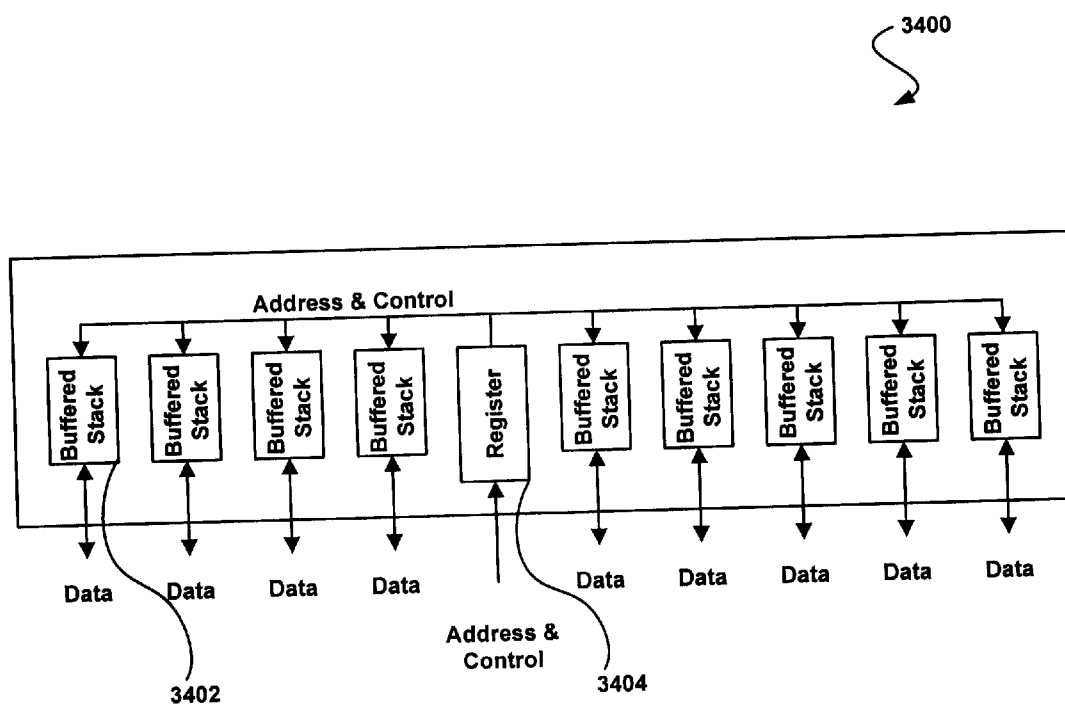 3400
Address & Control
Buffered
Stack
Buffered
Stack
Buffered
Stack
Buffered
Stack
Register
Buffered
Stack
Buffered
Stack
Buffered
Stack
Buffered
Stack
Buffered
Stack
Data
Data
Data
Data
Data
Data
Data
Data
Data
Address &
Control
3402
3404